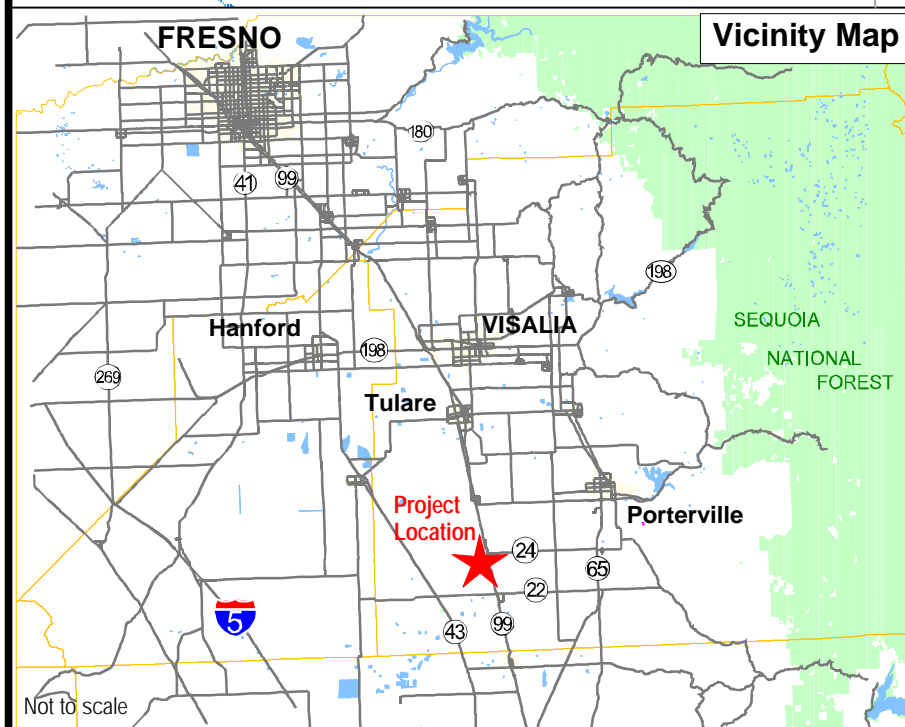 Vicinity Map
FRESNO
180
41
99
198
SEQUOIA
NATIONAL
FOREST
Hanford
VISALIA
198
269
Tulare
Project
Location
Porterville
24
65
22
5
43
99
Not to scale